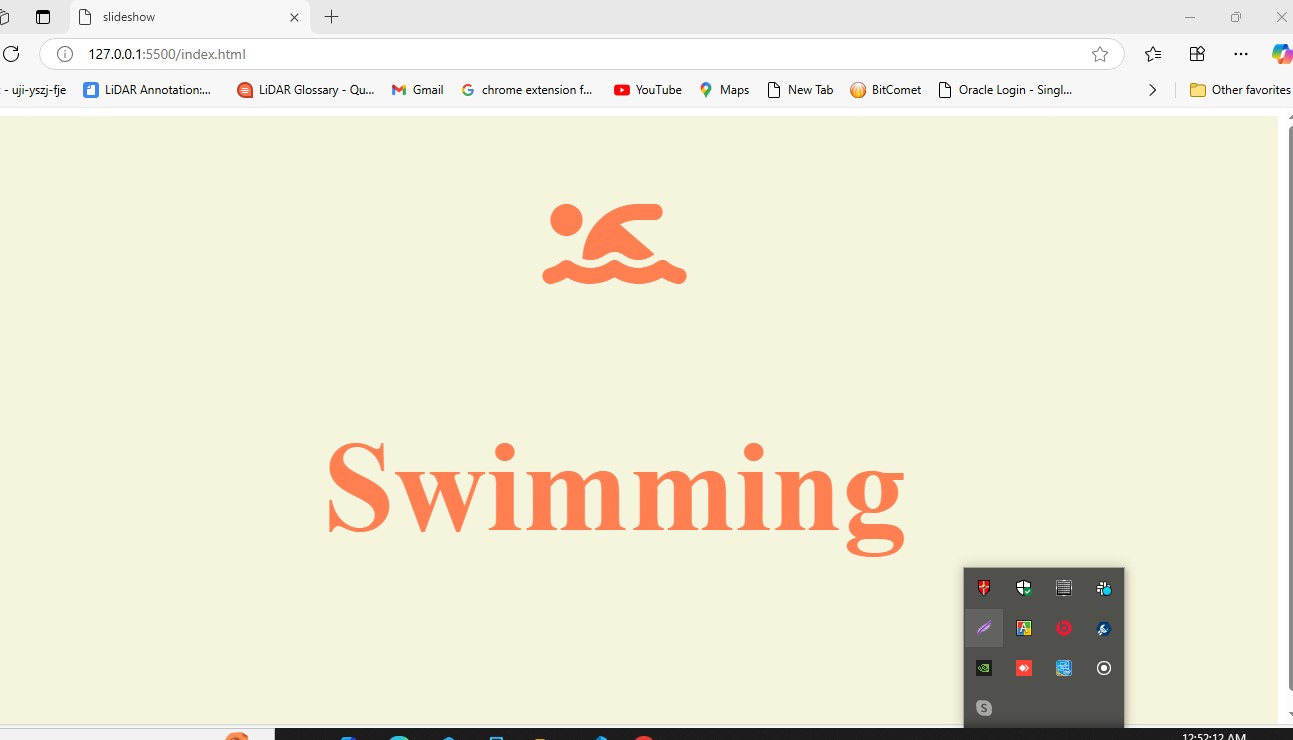 slideshow
127.0.0.1:5500/index.html
- uji-yszj-fje
LiDAR Annotation:...
LiDAR Glossary - Qu...
Gmail
chrome extension f...
YouTube
Maps
New Tab
BitComet
Oracle Login - Singl...
Other favorites
Swimming
A
S
12:52:12 AM